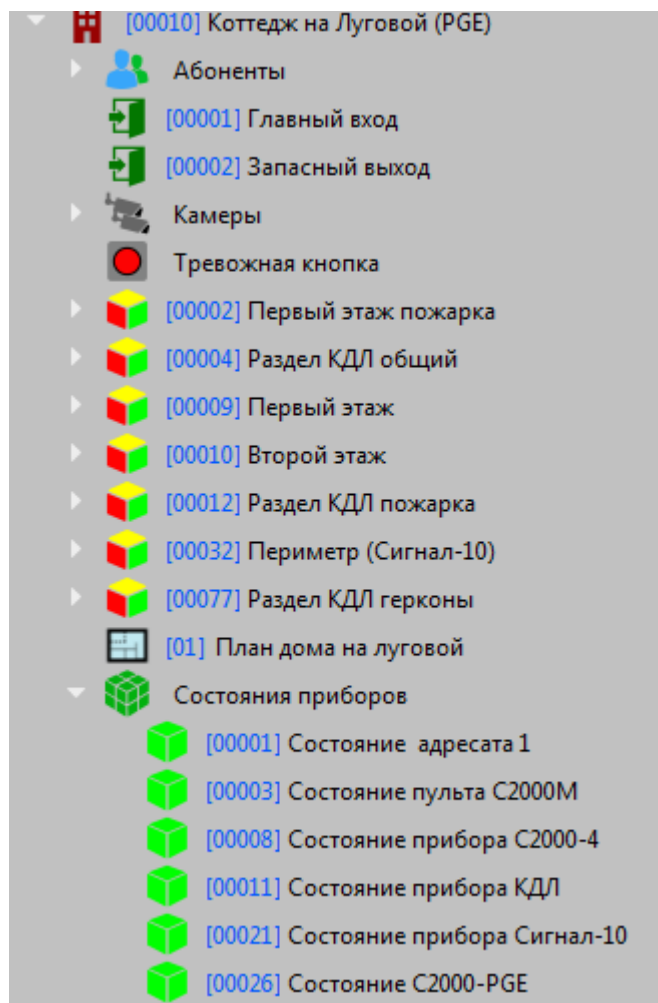 [00010] Коттедж на Луговой (PGE)
Абоненты
[00001] Главный вход
[00002] Запасный выход
Камеры
Тревожная кнопка
[00002] Первый этаж пожарка
[00004] Раздел КДЛ общий
[00009] Первый этаж
[00010] Второй этаж
[00012] Раздел КДЛ пожарка
[00032] Периметр (Сигнал-10)
[00077] Раздел КДЛ герконы
[01] План дома на луговой
Состояния приборов
[00001] Состояние адресата 1
[00003] Состояние пульта С2000М
[00008] Состояние прибора С2000-4
[00011] Состояние прибора КДЛ
[00021] Состояние прибора Сигнал-10
[00026] Состояние С2000-PGE